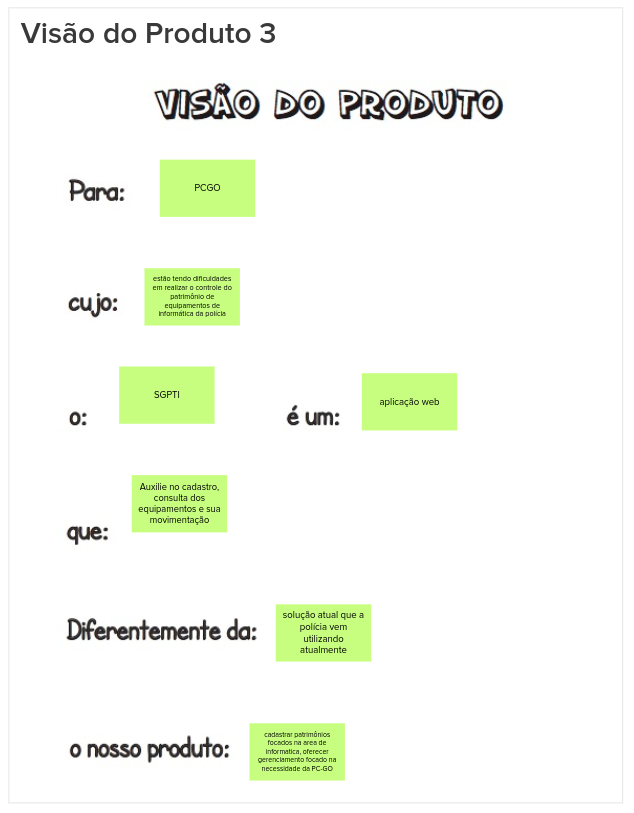 Visão do Produto 3
VISÃO DO PRODUTO
Para:
PCGO
cujo:
estão tendo dificuldades
em realizar o controle do
patrimônio de
equipamentos de
informática da polícia
o:
SGPTI
é um:
aplicação web
que:
Auxilie no cadastro,
consulta dos
equipamentos e sua
movimentação
Diferentemente da:
solução atual que a
polícia vem
utilizando
atualmente
o nosso produto:
cadastrar patrimônios
focados na area de
informatica, oferecer
gerenciamento focado na
necessidade da PC-GO